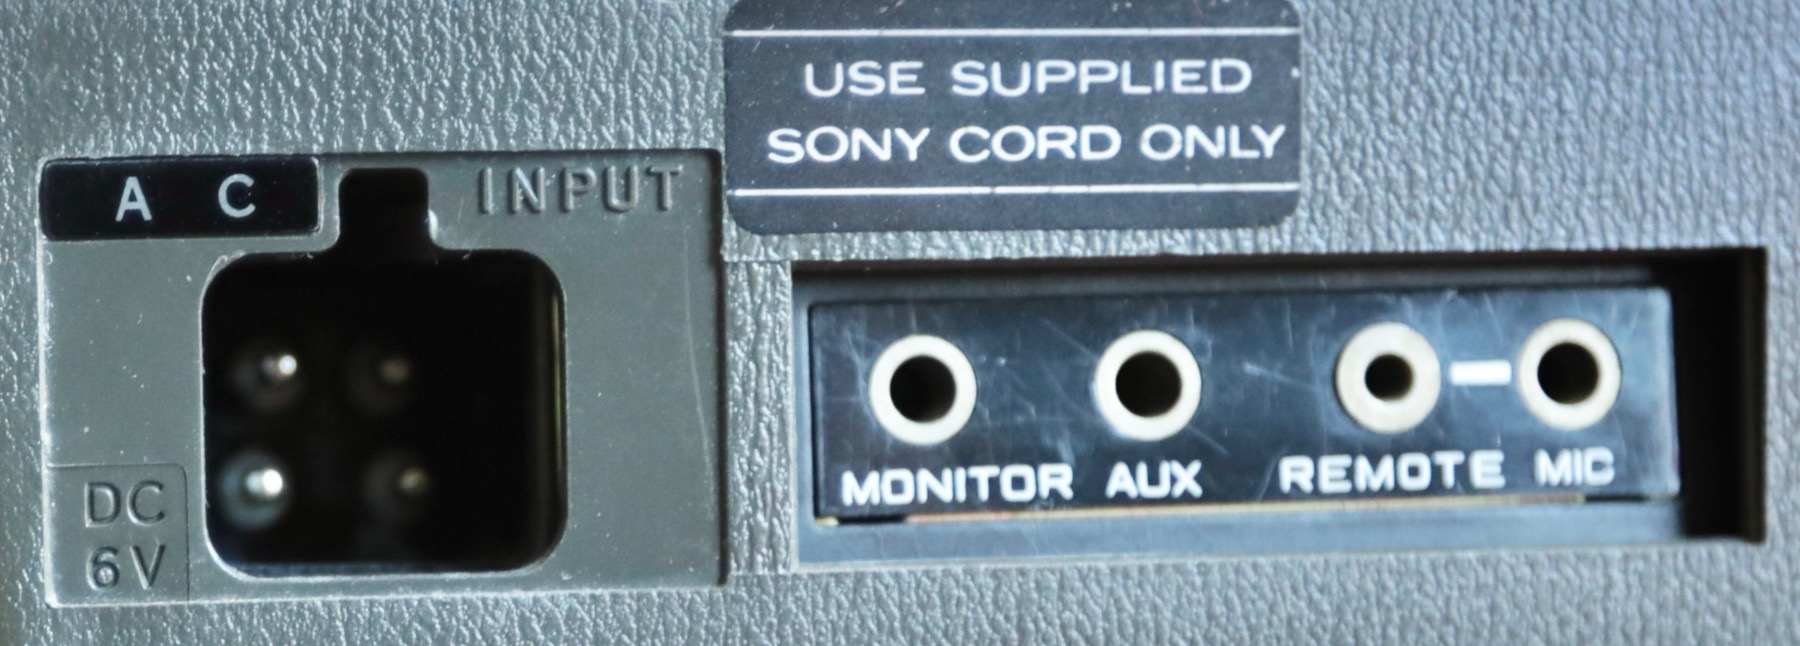 USE SUPPLIED
SONY CORD ONLY
A C INPUT
DC
6V
MONITOR AUX REMOTE MIC